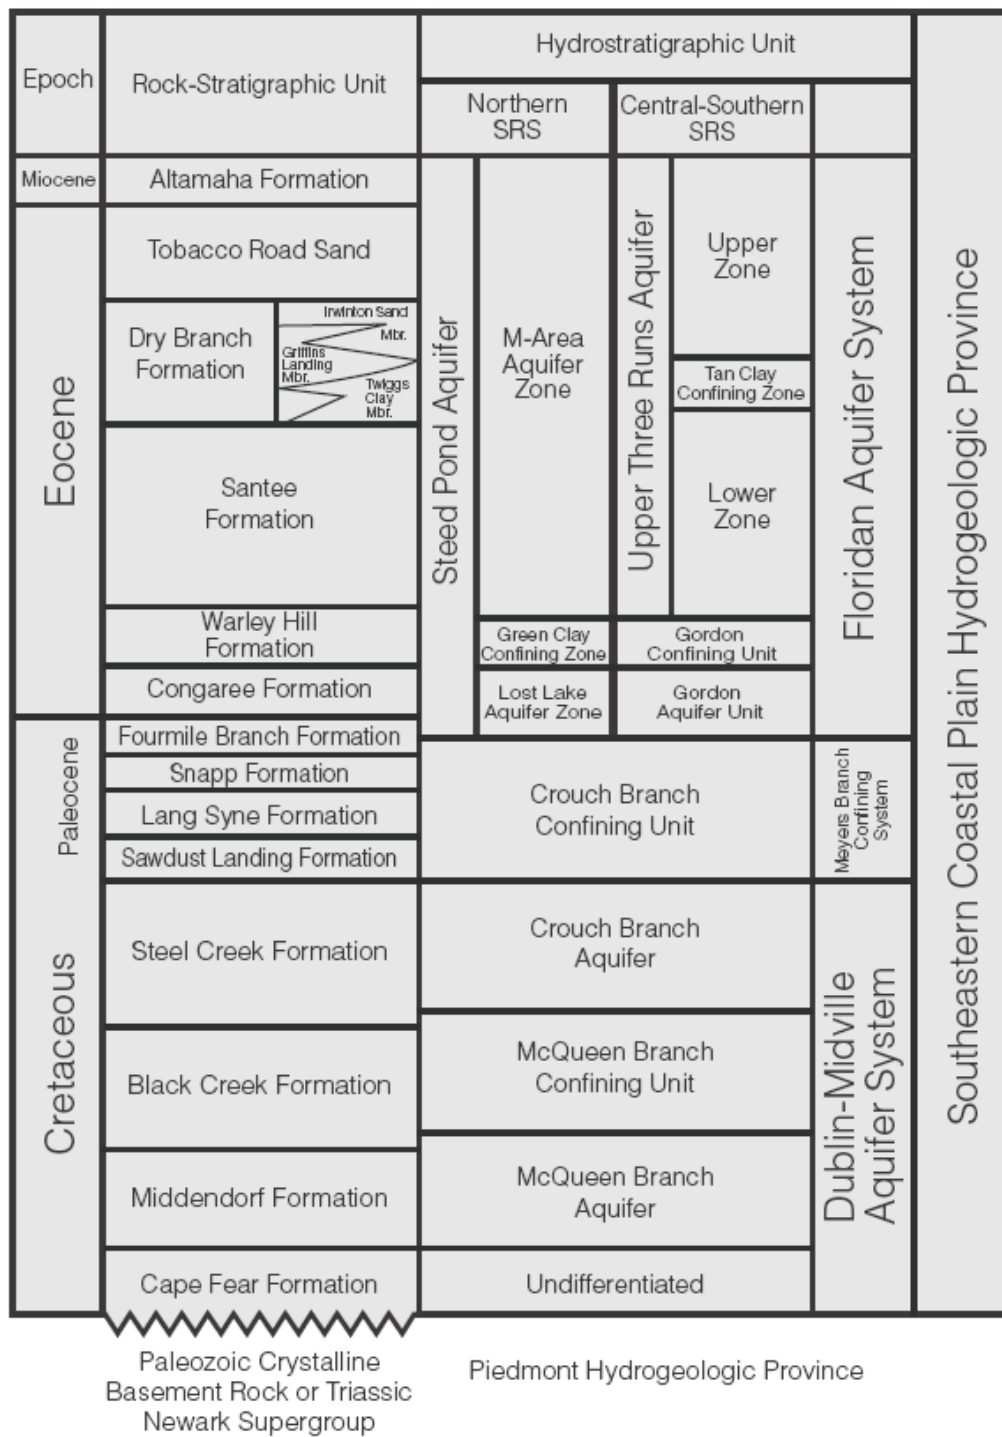 Epoch
Rock-Stratigraphic Unit
Hydrostratigraphic Unit
Northern
SRS
Central-Southern
SRS
Miocene
Eocene
Paleocene
Cretaceous
Altamaha Formation
Tobacco Road Sand
Dry Branch
Formation
Irwinton Sand
Mbr.
Griffins
Landing
Mbr.
Twiggs
Clay
Mbr.
Santee
Formation
Warley Hill
Formation
Congaree Formation
Fourmile Branch Formation
Snapp Formation
Lang Syne Formation
Sawdust Landing Formation
Steel Creek Formation
Black Creek Formation
Middendorf Formation
Cape Fear Formation
Steed Pond Aquifer
M-Area
Aquifer
Zone
Green Clay
Confining Zone
Lost Lake
Aquifer Zone
Upper Three Runs Aquifer
Upper
Zone
Tan Clay
Confining Zone
Lower
Zone
Gordon
Confining Unit
Gordon
Aquifer Unit
Crouch Branch
Confining Unit
Crouch Branch
Aquifer
McQueen Branch
Confining Unit
McQueen Branch
Aquifer
Undifferentiated
Floridan Aquifer System
Meyers Branch
Confining
System
Dublin-Midville
Aquifer System
Southeastern Coastal Plain Hydrogeologic Province
Paleozoic Crystalline
Basement Rock or Triassic
Newark Supergroup
Piedmont Hydrogeologic Province